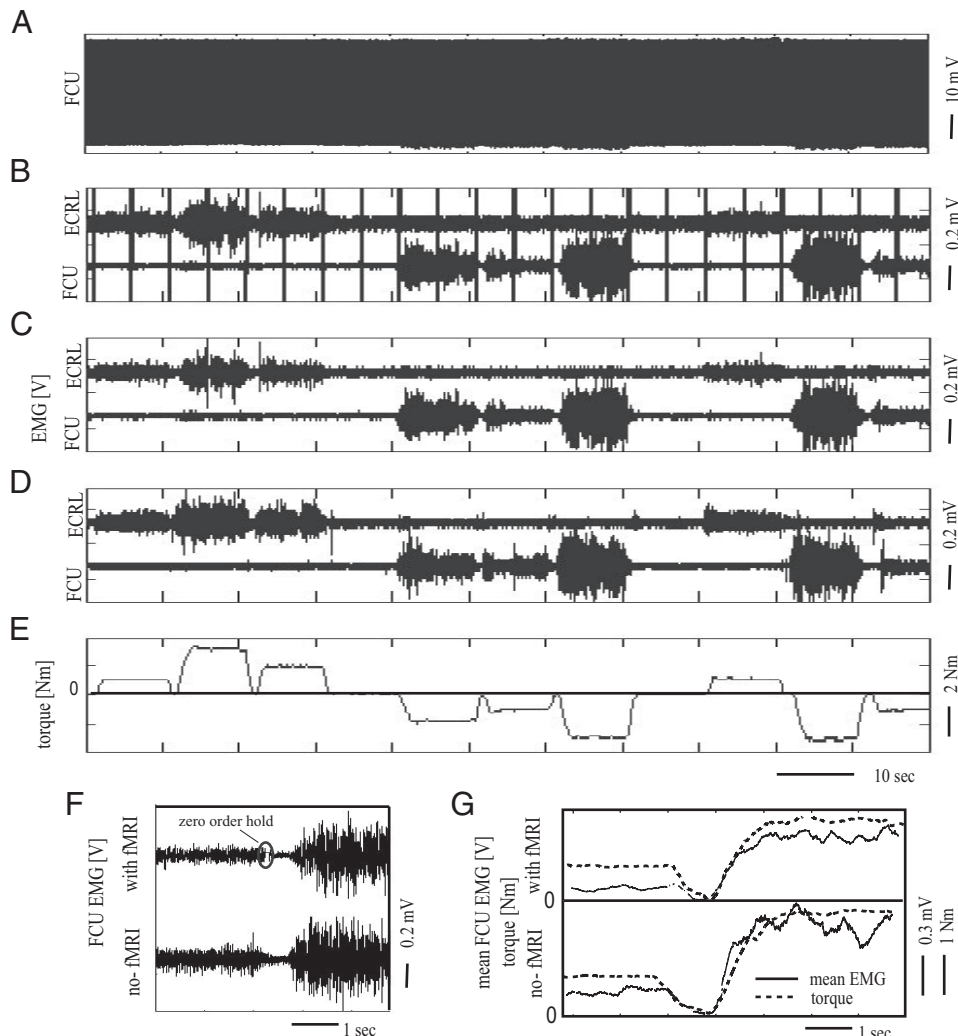 A
FCU
10 mV
B
ECRL
FCU
0.2 mV
C
ECRL
FCU
EMG [V]
0.2 mV
D
ECRL
FCU
0.2 mV
E
torque [Nm]
0
2 Nm
10 sec
F
zero order hold
FCU EMG [V]
with fMRI
no- fMRI
0.2 mV
1 sec
G
mean FCU EMG [V]
torque [Nm]
with fMRI
no- fMRI
0
0
mean EMG
torque
0.3 mV
1 Nm
1 sec